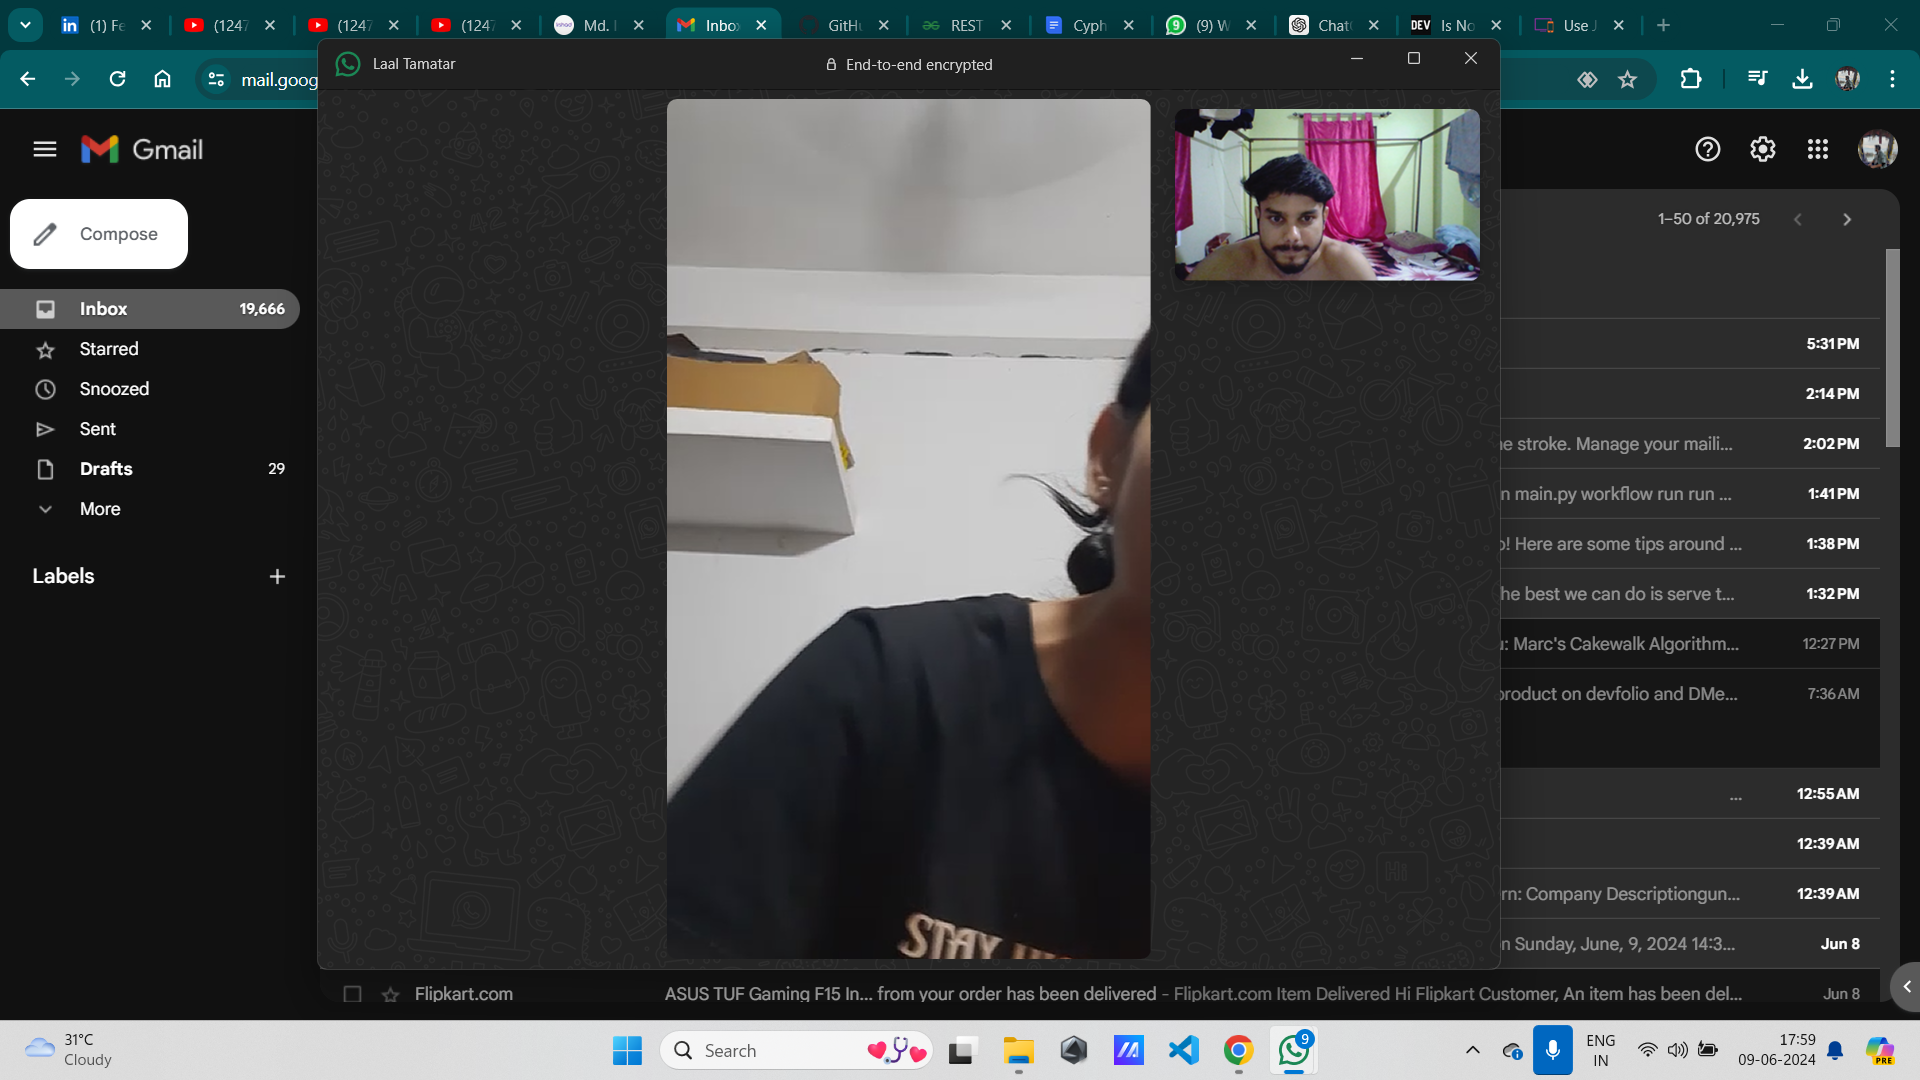 (1) Fe
(1247
(1247
(1247
Md. I
Inbo
GitHu
REST
Cyph
(9) W
Chat
DEV Is No
Use J
mail.goog
Laal Tamatar
End-to-end encrypted
Gmail
Compose
1–50 of 20,975
Inbox 19,666
Starred
Snoozed
Sent
Drafts 29
More
Labels
5:31 PM
2:14 PM
ne stroke. Manage your maili... 2:02 PM
n main.py workflow run run ... 1:41 PM
o! Here are some tips around ... 1:38 PM
he best we can do is serve t... 1:32 PM
u: Marc's Cakewalk Algorithm... 12:27 PM
product on devfolio and DMe... 7:36 AM
... 12:55 AM
12:39 AM
rn: Company Descriptiongun... 12:39 AM
n Sunday, June, 9, 2024 14:3... Jun 8
STAY
Flipkart.com ASUS TUF Gaming F15 In... from your order has been delivered - Flipkart.com Item Delivered Hi Flipkart Customer, An item has been del... Jun 8
31°C
Cloudy
Search
9
ENG
IN
17:59
09-06-2024
PRE